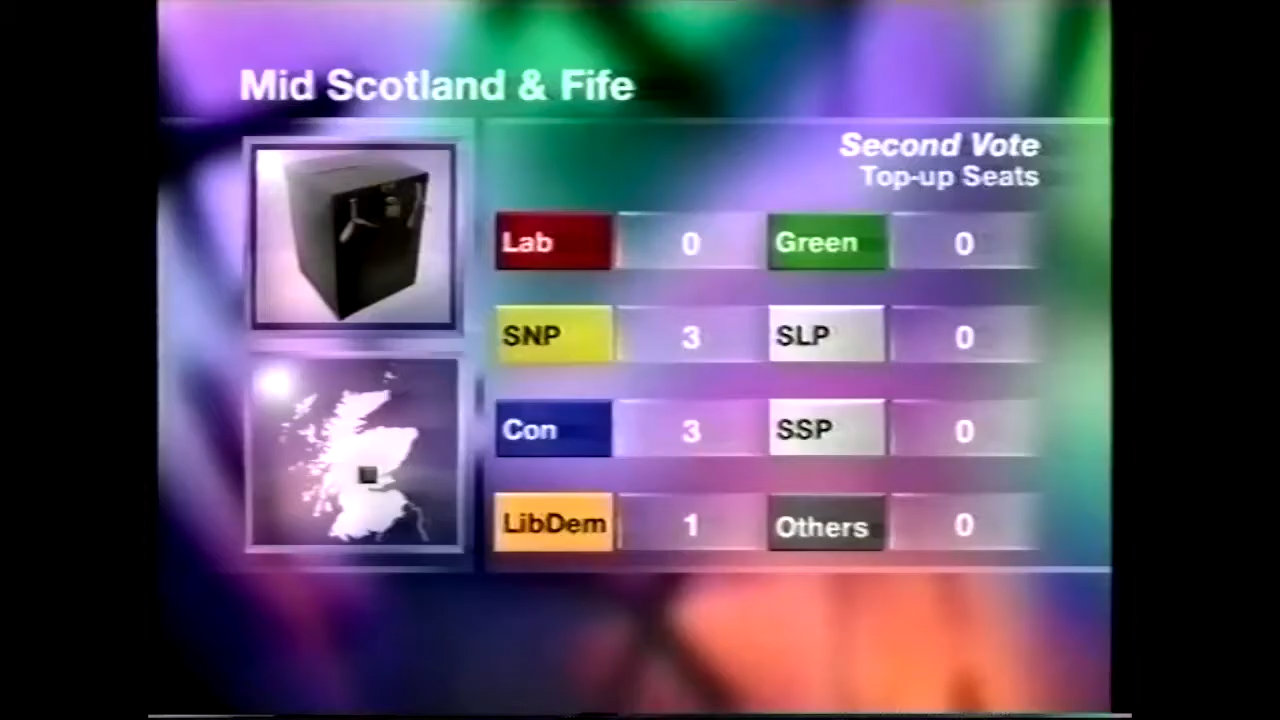 Mid Scotland & Fife
Second Vote
Top-up Seats
Lab 0 Green 0
SNP 3 SLP 0
Con 3 SSP 0
LibDem 1 Others 0